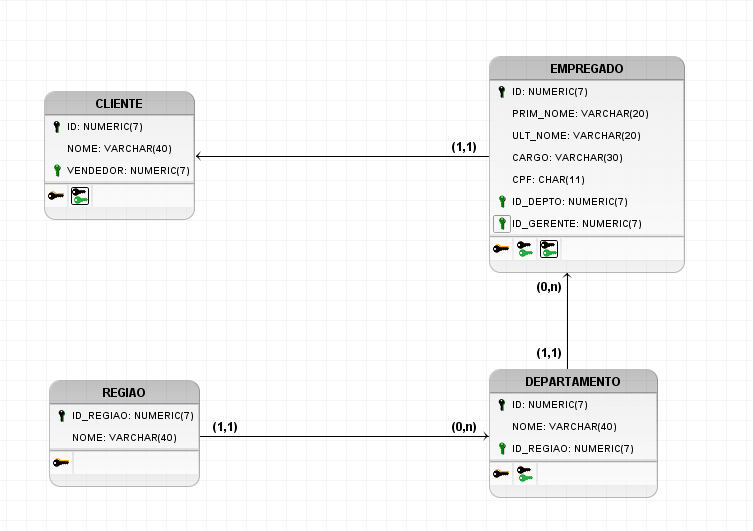 CLIENTE
ID: NUMERIC(7)
NOME: VARCHAR(40)
VENDEDOR: NUMERIC(7)
(1,1)
EMPREGADO
ID: NUMERIC(7)
PRIM_NOME: VARCHAR(20)
ULT_NOME: VARCHAR(20)
CARGO: VARCHAR(30)
CPF: CHAR(11)
ID_DEPTO: NUMERIC(7)
ID_GERENTE: NUMERIC(7)
(0,n)
(1,1)
REGIAO
ID_REGIAO: NUMERIC(7)
NOME: VARCHAR(40)
(1,1)
(0,n)
DEPARTAMENTO
ID: NUMERIC(7)
NOME: VARCHAR(40)
ID_REGIAO: NUMERIC(7)